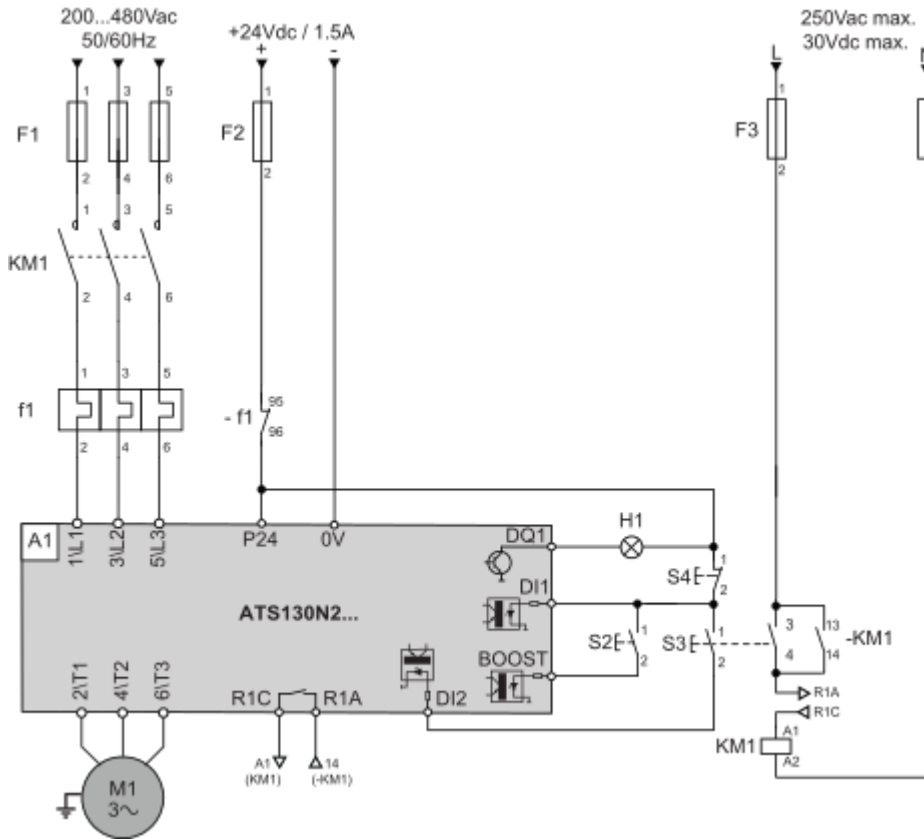 200...480Vac
50/60Hz
+24Vdc / 1.5A
+ -
250Vac max.
30Vdc max.
L
1 3 5
F1
2 4 6
1
F2
2
1
F3
2
1 3 5
KM1
2 4 6
1 3 5
f1
2 4 6
- f1
95
96
A1
1\L1
3\L2
5\L3
P24
0V
DQ1
H1
DI1
S4
1
2
ATS130N2...
BOOST
S2
1
2
S3
1
2
3
4
13
14
-KM1
2\T1
4\T2
6\T3
R1C
R1A
DI2
R1A
R1C
A1
(KM1)
14
(-KM1)
KM1
A1
A2
M1
3~